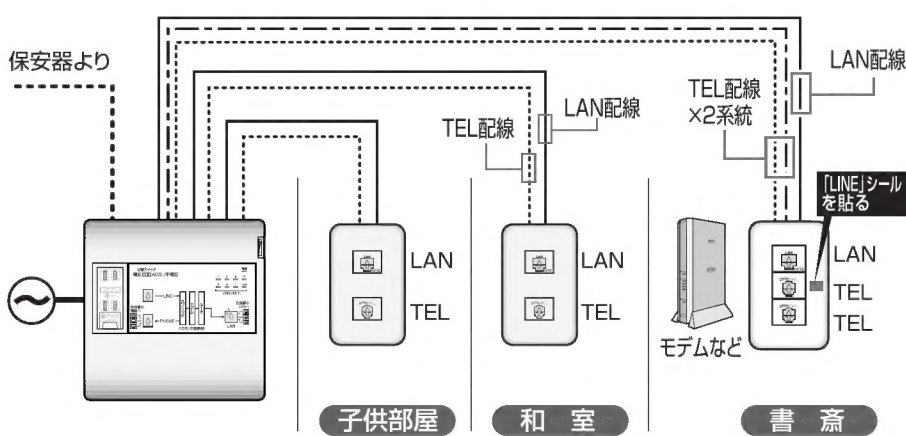 保安器より
LAN配線
TEL配線
×2系統
LAN配線
TEL配線
「LINE」シール
を貼る
LAN
TEL
LAN
TEL
LAN
TEL
TEL
モデムなど
子供部屋
和 室
書 斎